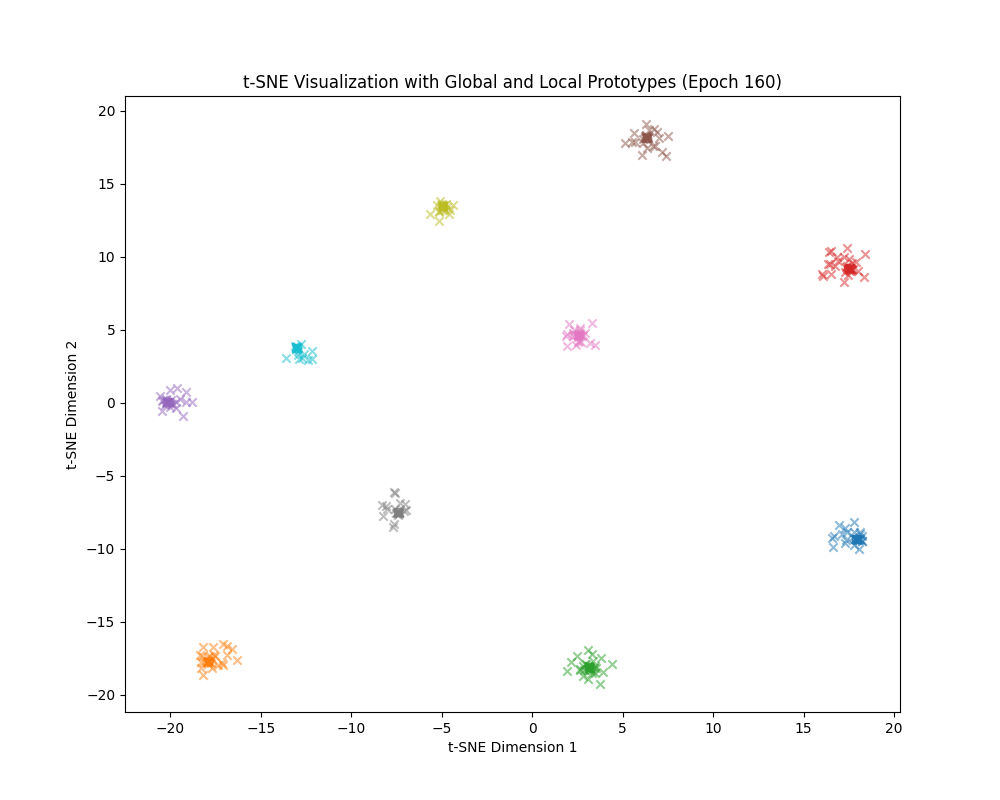 t-SNE Visualization with Global and Local Prototypes (Epoch 160)
20
15
10
5
0
−5
−10
−15
−20
t-SNE Dimension 2
−20 −15 −10 −5 0 5 10 15 20
t-SNE Dimension 1